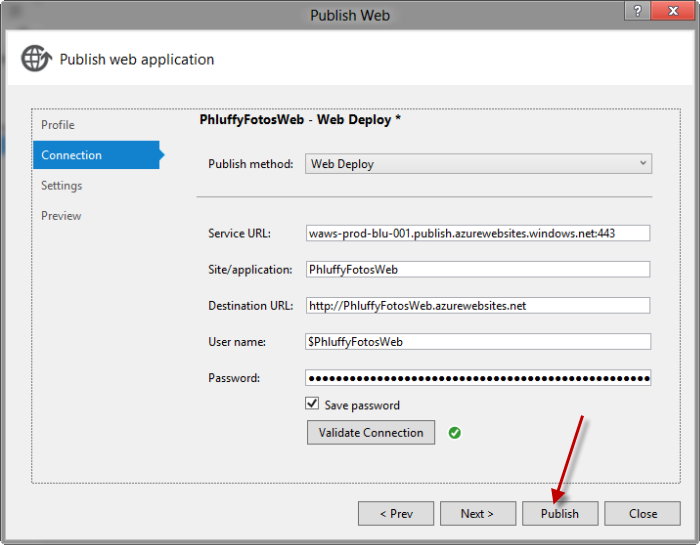 Publish Web
?
X
Publish web application
Profile
Connection
Settings
Preview
PhluffyFotosWeb - Web Deploy *
Publish method: Web Deploy
Service URL: waws-prod-blu-001.publish.azurewebsites.windows.net:443
Site/application: PhluffyFotosWeb
Destination URL: http://PhluffyFotosWeb.azurewebsites.net
User name: $PhluffyFotosWeb
Password:
Save password
Validate Connection
< Prev Next > Publish Close